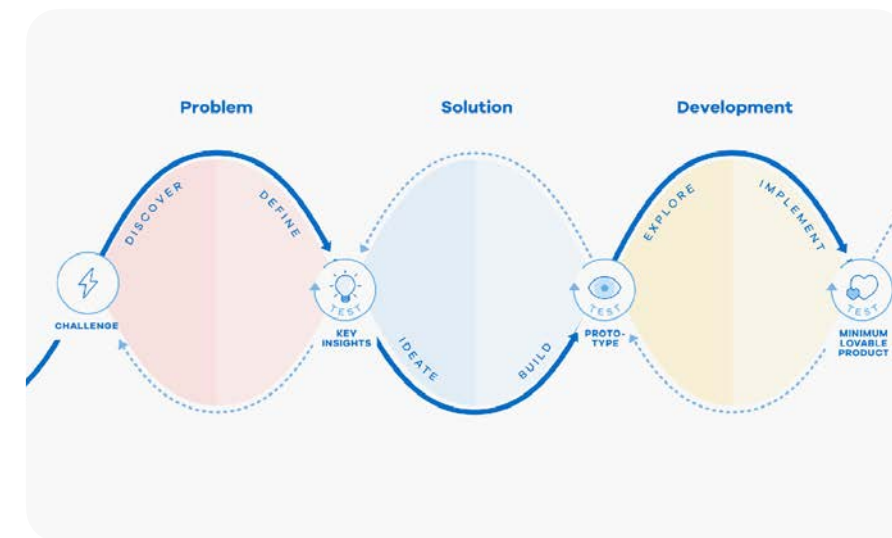 Problem
Solution
Development
DISCOVER
DEFINE
EXPLORE
IMPLEMENT
CHALLENGE
TEST
KEY
INSIGHTS
IDEATE
BUILD
TEST
PROTO-
TYPE
TEST
MINIMUM
LOVABLE
PRODUCT